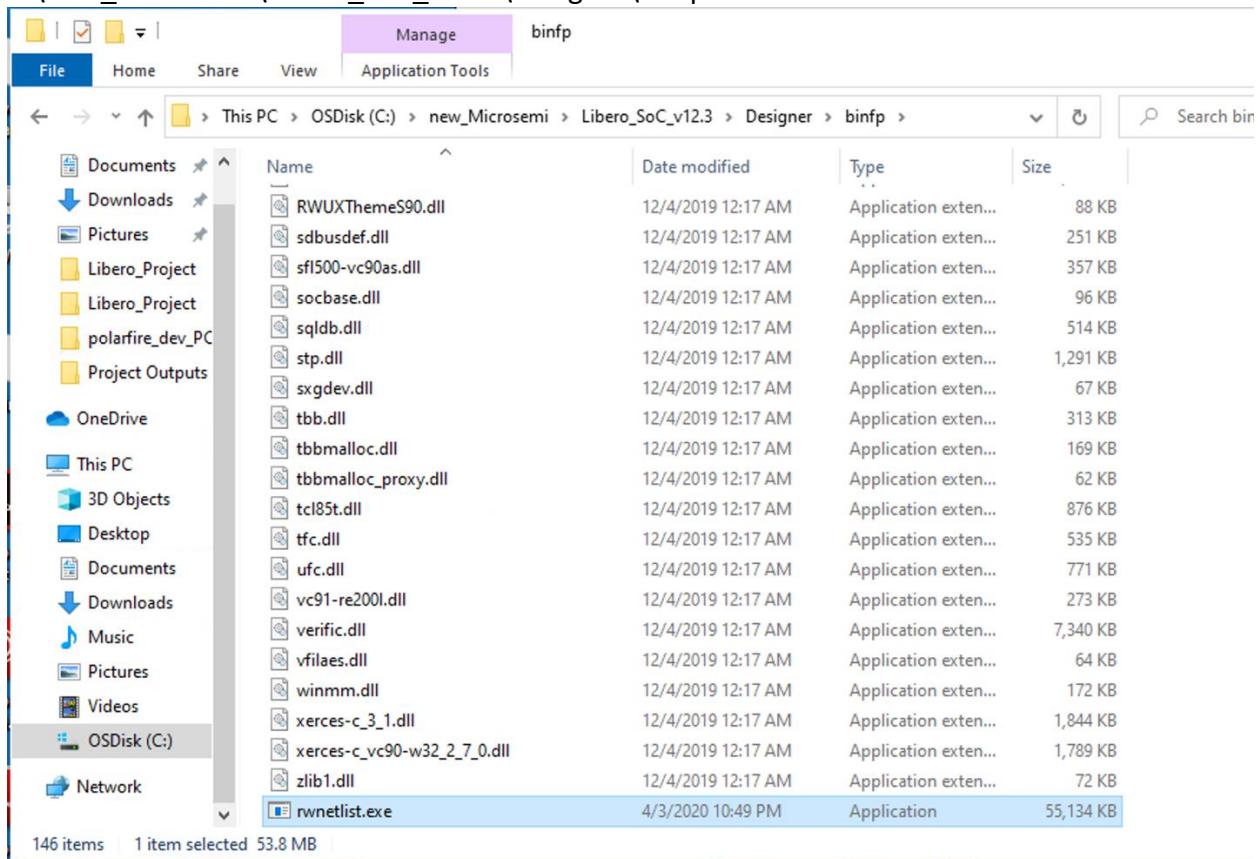 Manage binfp
File Home Share View Application Tools
This PC > OSDisk (C:) > new_Microsemi > Libero_SoC_v12.3 > Designer > binfp > Search bin
Name Date modified Type Size
Documents
Downloads RWUXThemeS90.dll 12/4/2019 12:17 AM Application exten... 88 KB
Pictures sdbusdef.dll 12/4/2019 12:17 AM Application exten... 251 KB
Libero_Project sfl500-vc90as.dll 12/4/2019 12:17 AM Application exten... 357 KB
Libero_Project socbase.dll 12/4/2019 12:17 AM Application exten... 96 KB
polarfire_dev_PC sqldb.dll 12/4/2019 12:17 AM Application exten... 514 KB
Project Outputs stp.dll 12/4/2019 12:17 AM Application exten... 1,291 KB
sxgdev.dll 12/4/2019 12:17 AM Application exten... 67 KB
OneDrive tbb.dll 12/4/2019 12:17 AM Application exten... 313 KB
tbbmalloc.dll 12/4/2019 12:17 AM Application exten... 169 KB
This PC tbbmalloc_proxy.dll 12/4/2019 12:17 AM Application exten... 62 KB
3D Objects tcl85t.dll 12/4/2019 12:17 AM Application exten... 876 KB
Desktop tfc.dll 12/4/2019 12:17 AM Application exten... 535 KB
Documents ufc.dll 12/4/2019 12:17 AM Application exten... 771 KB
Downloads vc91-re200l.dll 12/4/2019 12:17 AM Application exten... 273 KB
Music verific.dll 12/4/2019 12:17 AM Application exten... 7,340 KB
Pictures vfilaes.dll 12/4/2019 12:17 AM Application exten... 64 KB
Videos winmm.dll 12/4/2019 12:17 AM Application exten... 172 KB
xerces-c_3_1.dll 12/4/2019 12:17 AM Application exten... 1,844 KB
OSDisk (C:) xerces-c_vc90-w32_2_7_0.dll 12/4/2019 12:17 AM Application exten... 1,789 KB
Network zlib1.dll 12/4/2019 12:17 AM Application exten... 72 KB
rwnetlist.exe 4/3/2020 10:49 PM Application 55,134 KB
146 items 1 item selected 53.8 MB